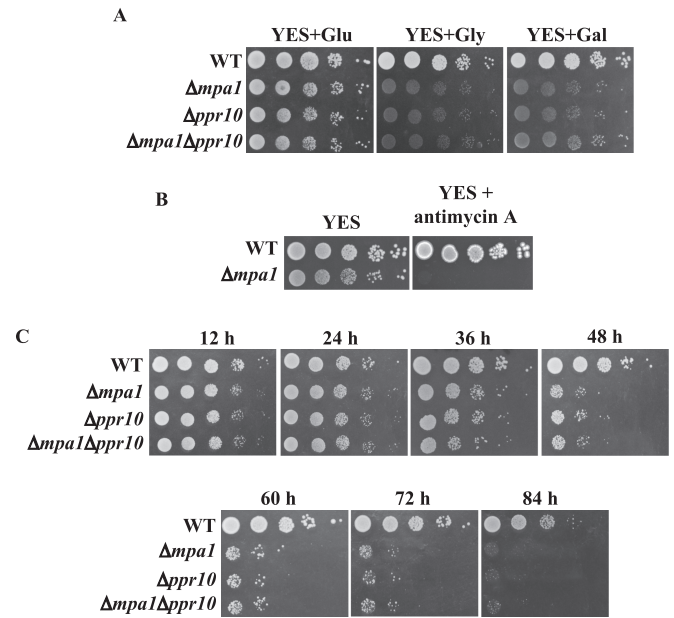 A
YES+Glu YES+Gly YES+Gal
WT
Δmpa1
Δppr10
Δmpa1Δppr10
B
YES YES + antimycin A
WT
Δmpa1
C
12 h 24 h 36 h 48 h
WT
Δmpa1
Δppr10
Δmpa1Δppr10
60 h 72 h 84 h
WT
Δmpa1
Δppr10
Δmpa1Δppr10